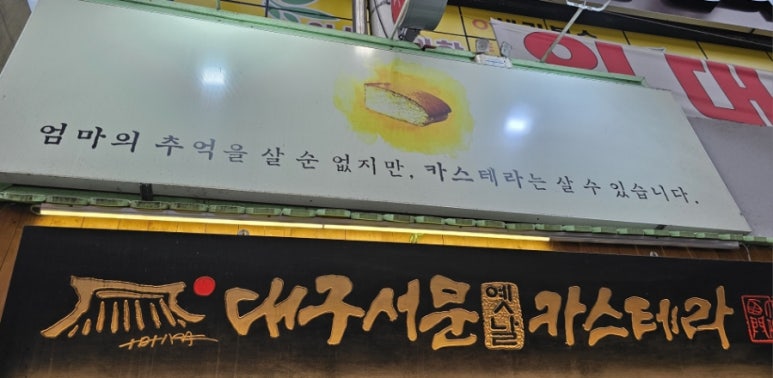 엄마의 추억을 살 순 없지만, 카스테라는 살 수 있습니다.
대구서문 옛날 카스테라